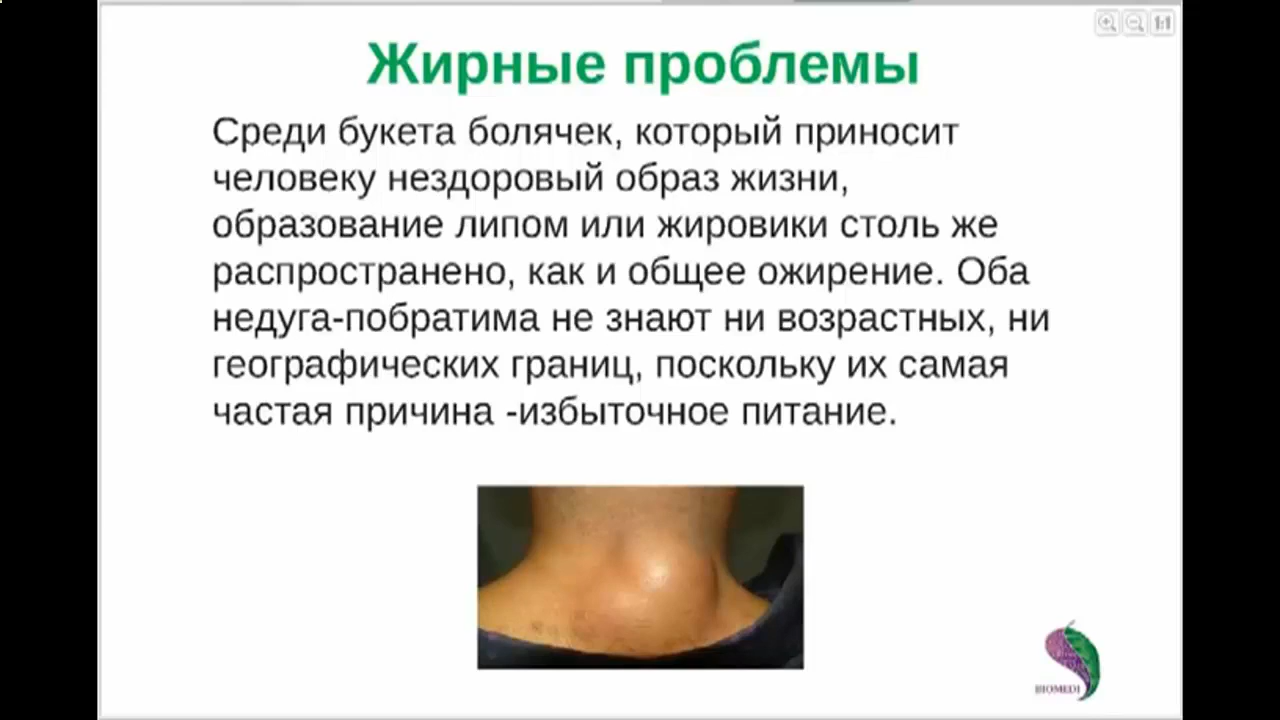 Жирные проблемы
Среди букета болячек, который приносит
человеку нездоровый образ жизни,
образование липом или жировики столь же
распространено, как и общее ожирение. Оба
недуга-побратима не знают ни возрастных, ни
географических границ, поскольку их самая
частая причина -избыточное питание.
BIOMEDI
1:1